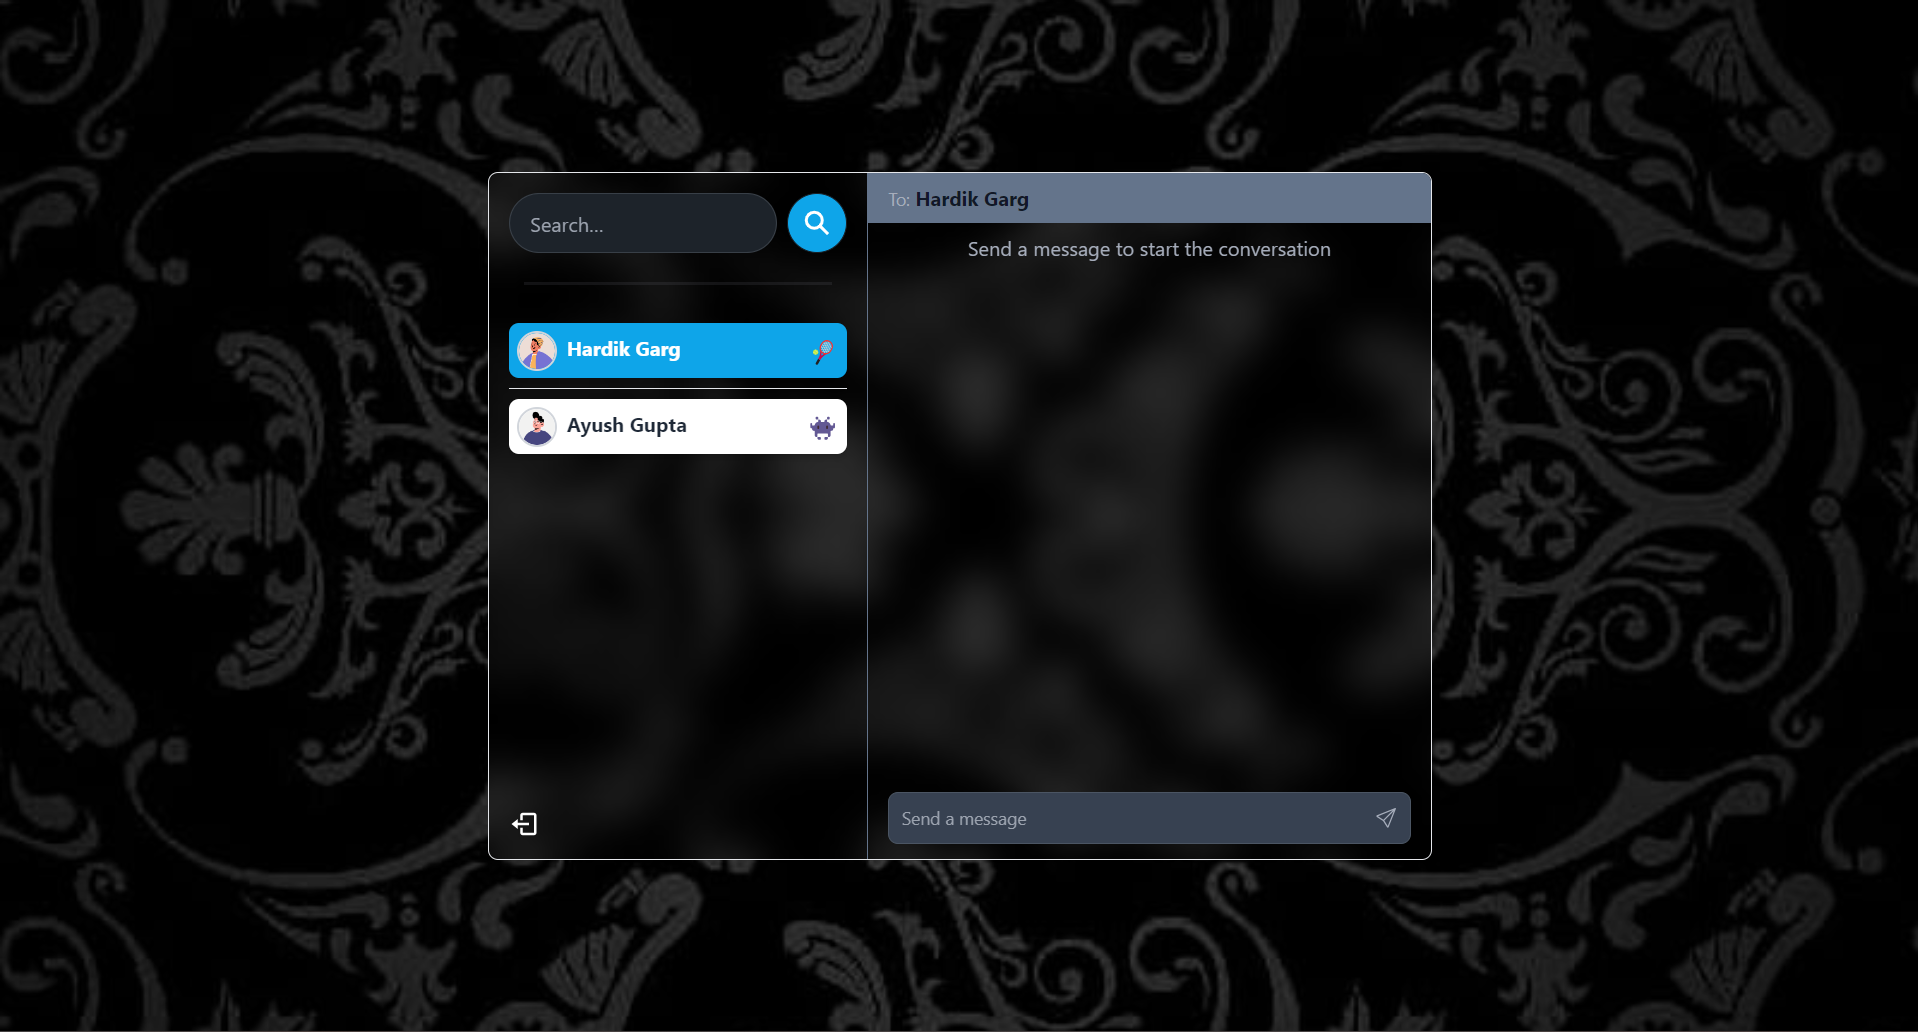 Search...
Hardik Garg
Ayush Gupta
To: Hardik Garg
Send a message to start the conversation
Send a message